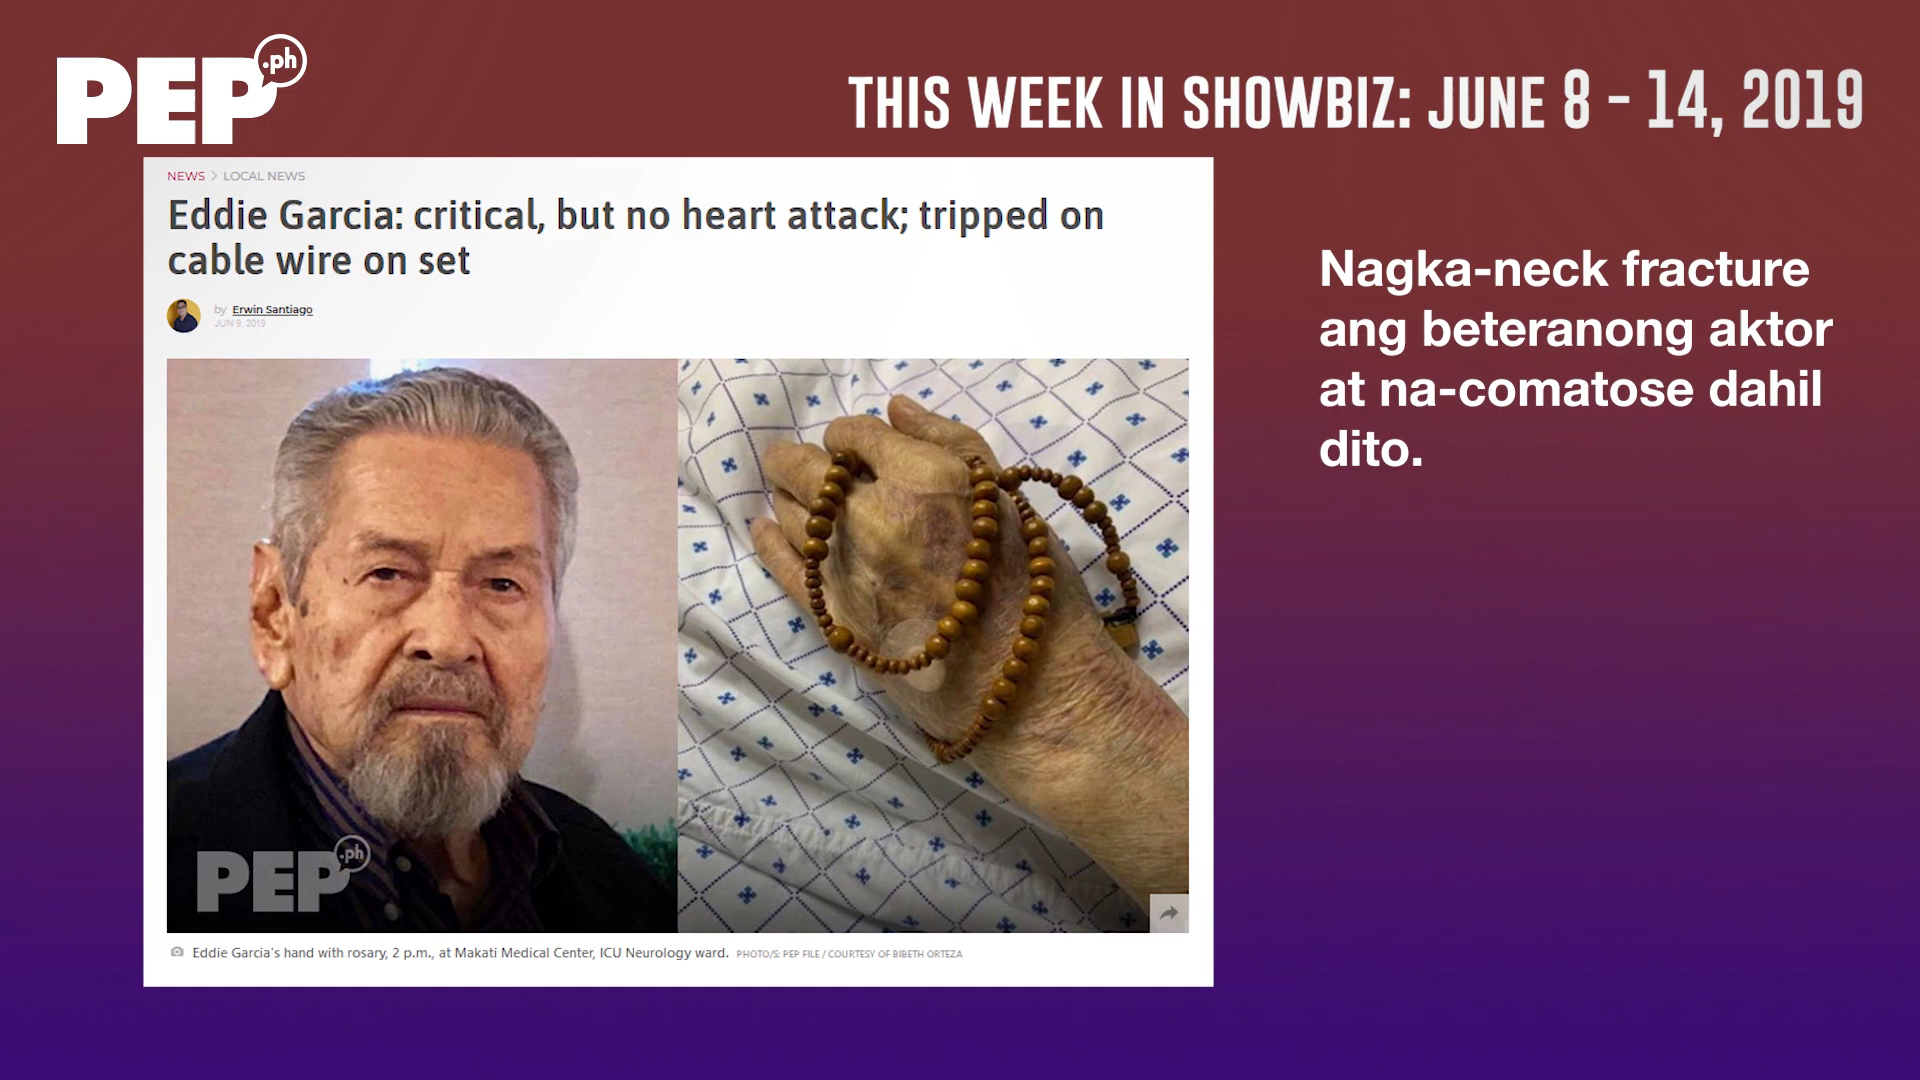 PEP.ph
THIS WEEK IN SHOWBIZ: JUNE 8 - 14, 2019
NEWS > LOCAL NEWS
Eddie Garcia: critical, but no heart attack; tripped on
cable wire on set
by Erwin Santiago
JUN 9, 2019
Nagka-neck fracture
ang beteranong aktor
at na-comatose dahil
dito.
PEP.ph
Eddie Garcia's hand with rosary, 2 p.m., at Makati Medical Center, ICU Neurology ward. PHOTO/S: PEP FILE / COURTESY OF BIBETH ORTEZA